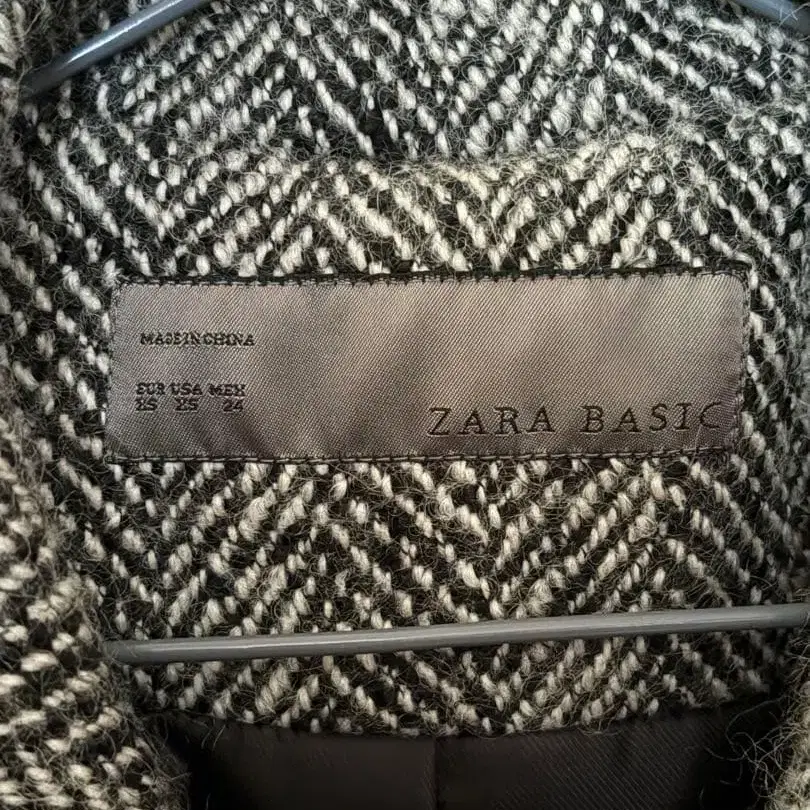 MADE IN CHINA
EUR USA MEX
XS XS 24
ZARA BASIC